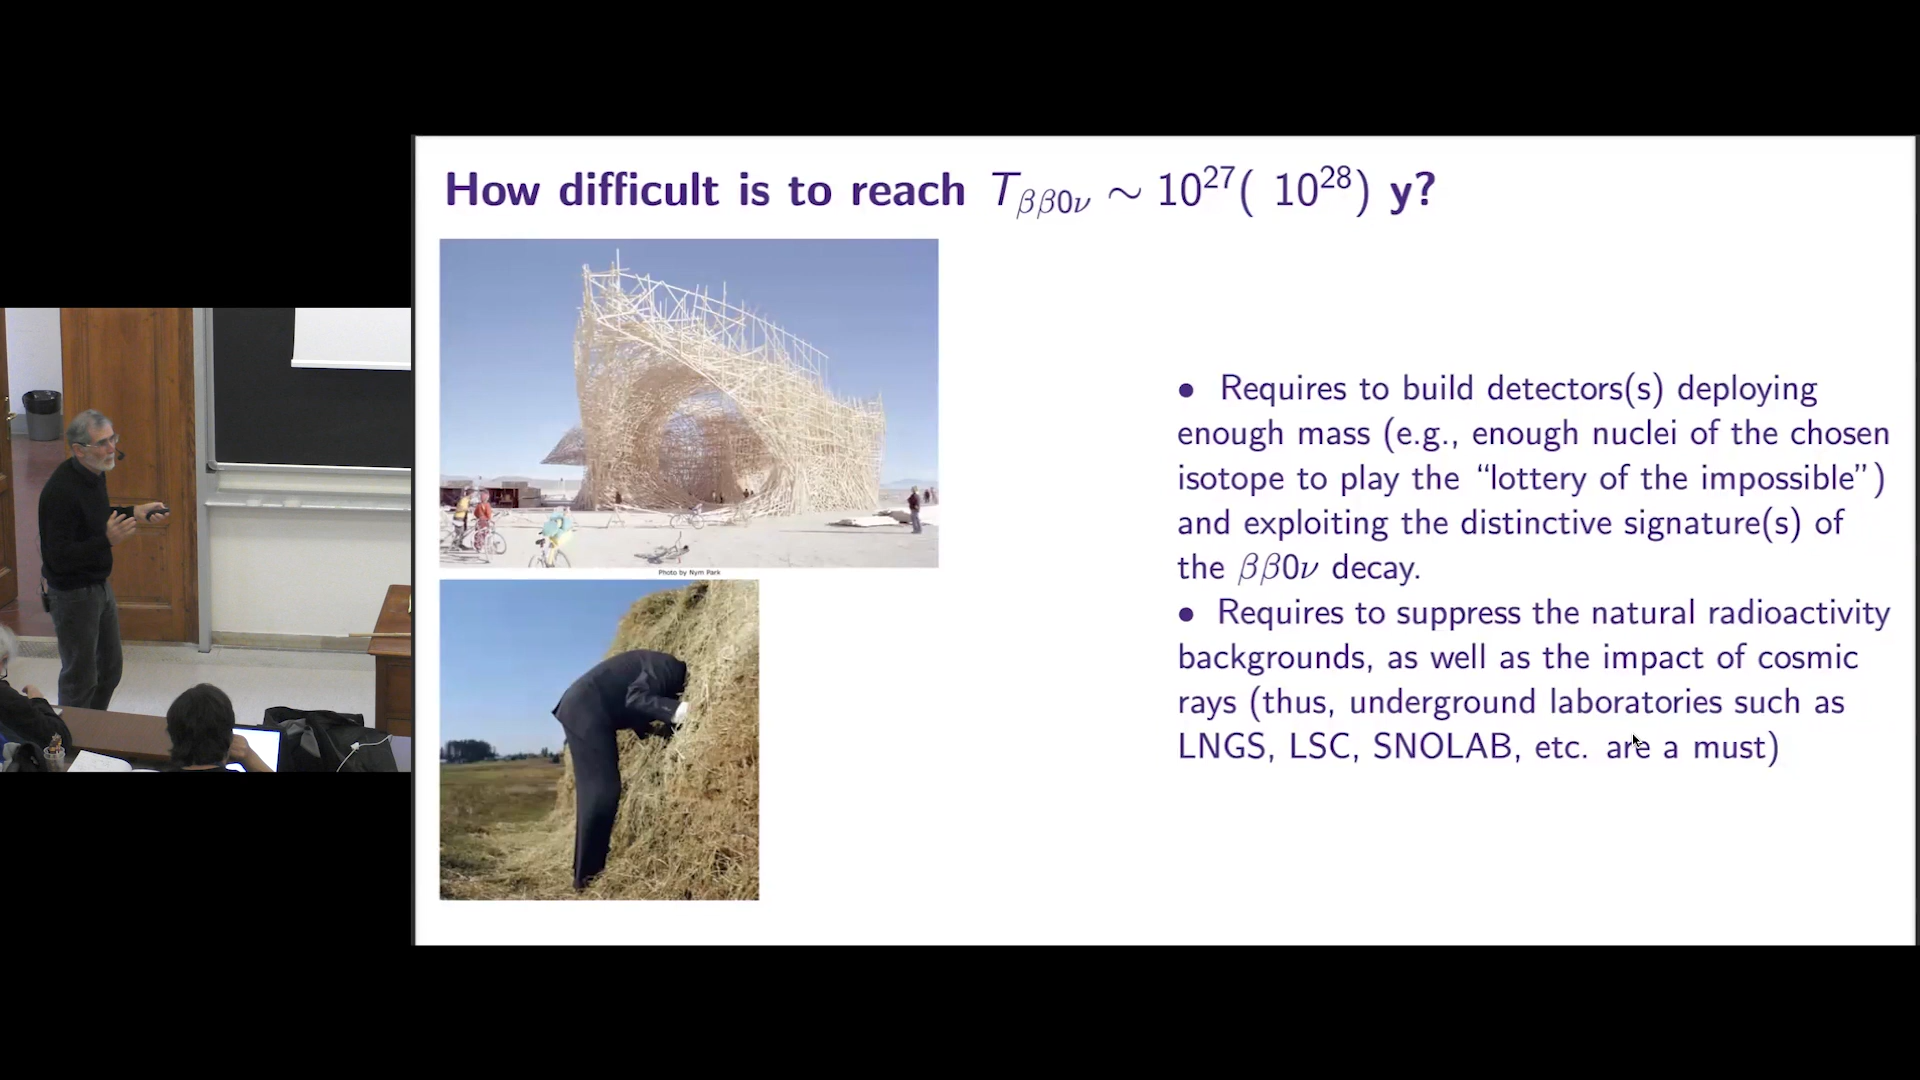 How difficult is to reach T_ββ0ν ∼ 10^27( 10^28) y?
Photo by Nym Park
• Requires to build detectors(s) deploying
enough mass (e.g., enough nuclei of the chosen
isotope to play the “lottery of the impossible”)
and exploiting the distinctive signature(s) of
the ββ0ν decay.
• Requires to suppress the natural radioactivity
backgrounds, as well as the impact of cosmic
rays (thus, underground laboratories such as
LNGS, LSC, SNOLAB, etc. are a must)